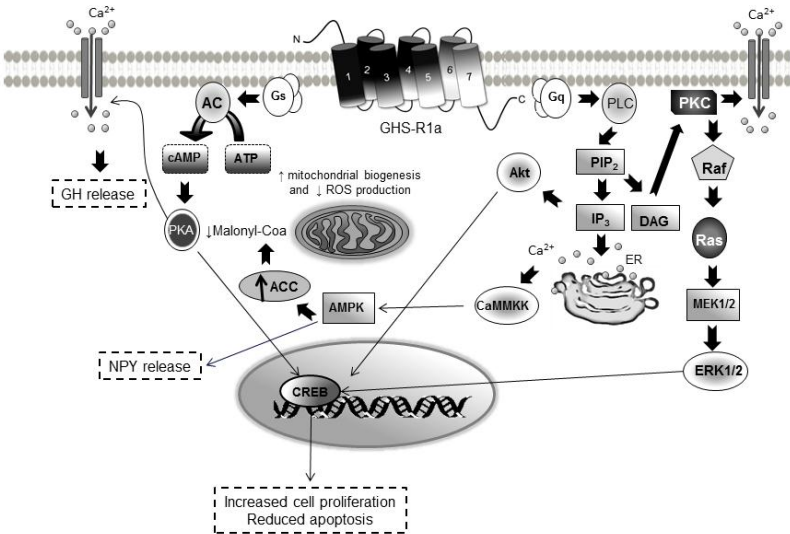 Ca²⁺
Ca²⁺
N
1
2
3
4
5
6
7
C
GHS-R1a
Gs
AC
cAMP
ATP
Gq
PLC
PKC
GH release
↑ mitochondrial biogenesis
and ↓ ROS production
PIP₂
Akt
Raf
PKA
↓Malonyl-Coa
IP₃
DAG
Ras
Ca²⁺
ER
↑ ACC
AMPK
CaMMKK
MEK1/2
NPY release
CREB
ERK1/2
Increased cell proliferation
Reduced apoptosis